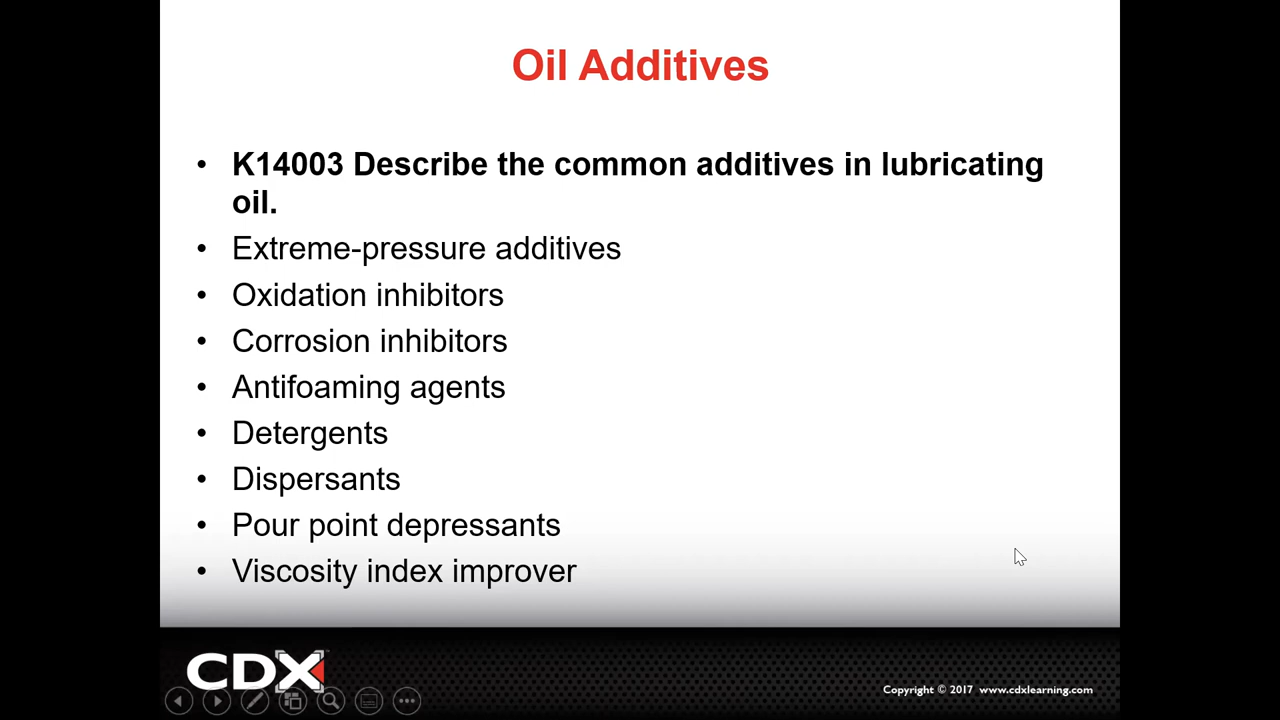 Oil Additives
• K14003 Describe the common additives in lubricating
oil.
• Extreme-pressure additives
• Oxidation inhibitors
• Corrosion inhibitors
• Antifoaming agents
• Detergents
• Dispersants
• Pour point depressants
• Viscosity index improver
CDX
Copyright © 2017 www.cdxlearning.com